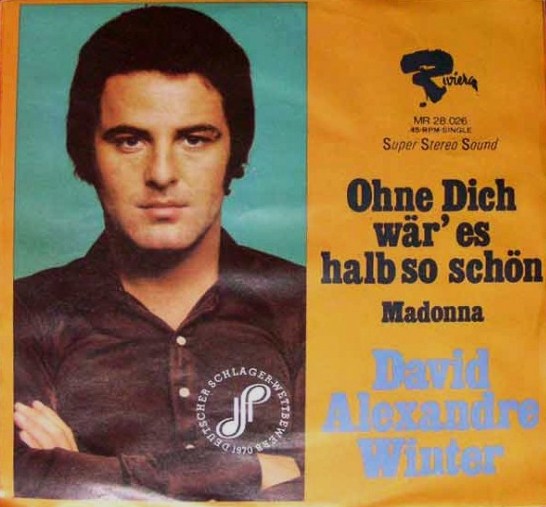 Riviera
MR 28.026
45-RPM-SINGLE
Super Stereo Sound
Ohne Dich
wär' es
halb so schön
Madonna
David
Alexandre
Winter
DEUTSCHER SCHLAGER-WETTBEWERB 1970